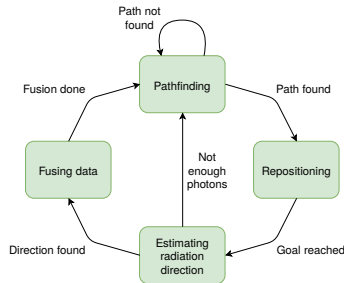 Path not
found
Fusion done
Pathfinding
Path found
Not
enough
photons
Fusing data
Repositioning
Direction found
Estimating
radiation
direction
Goal reached